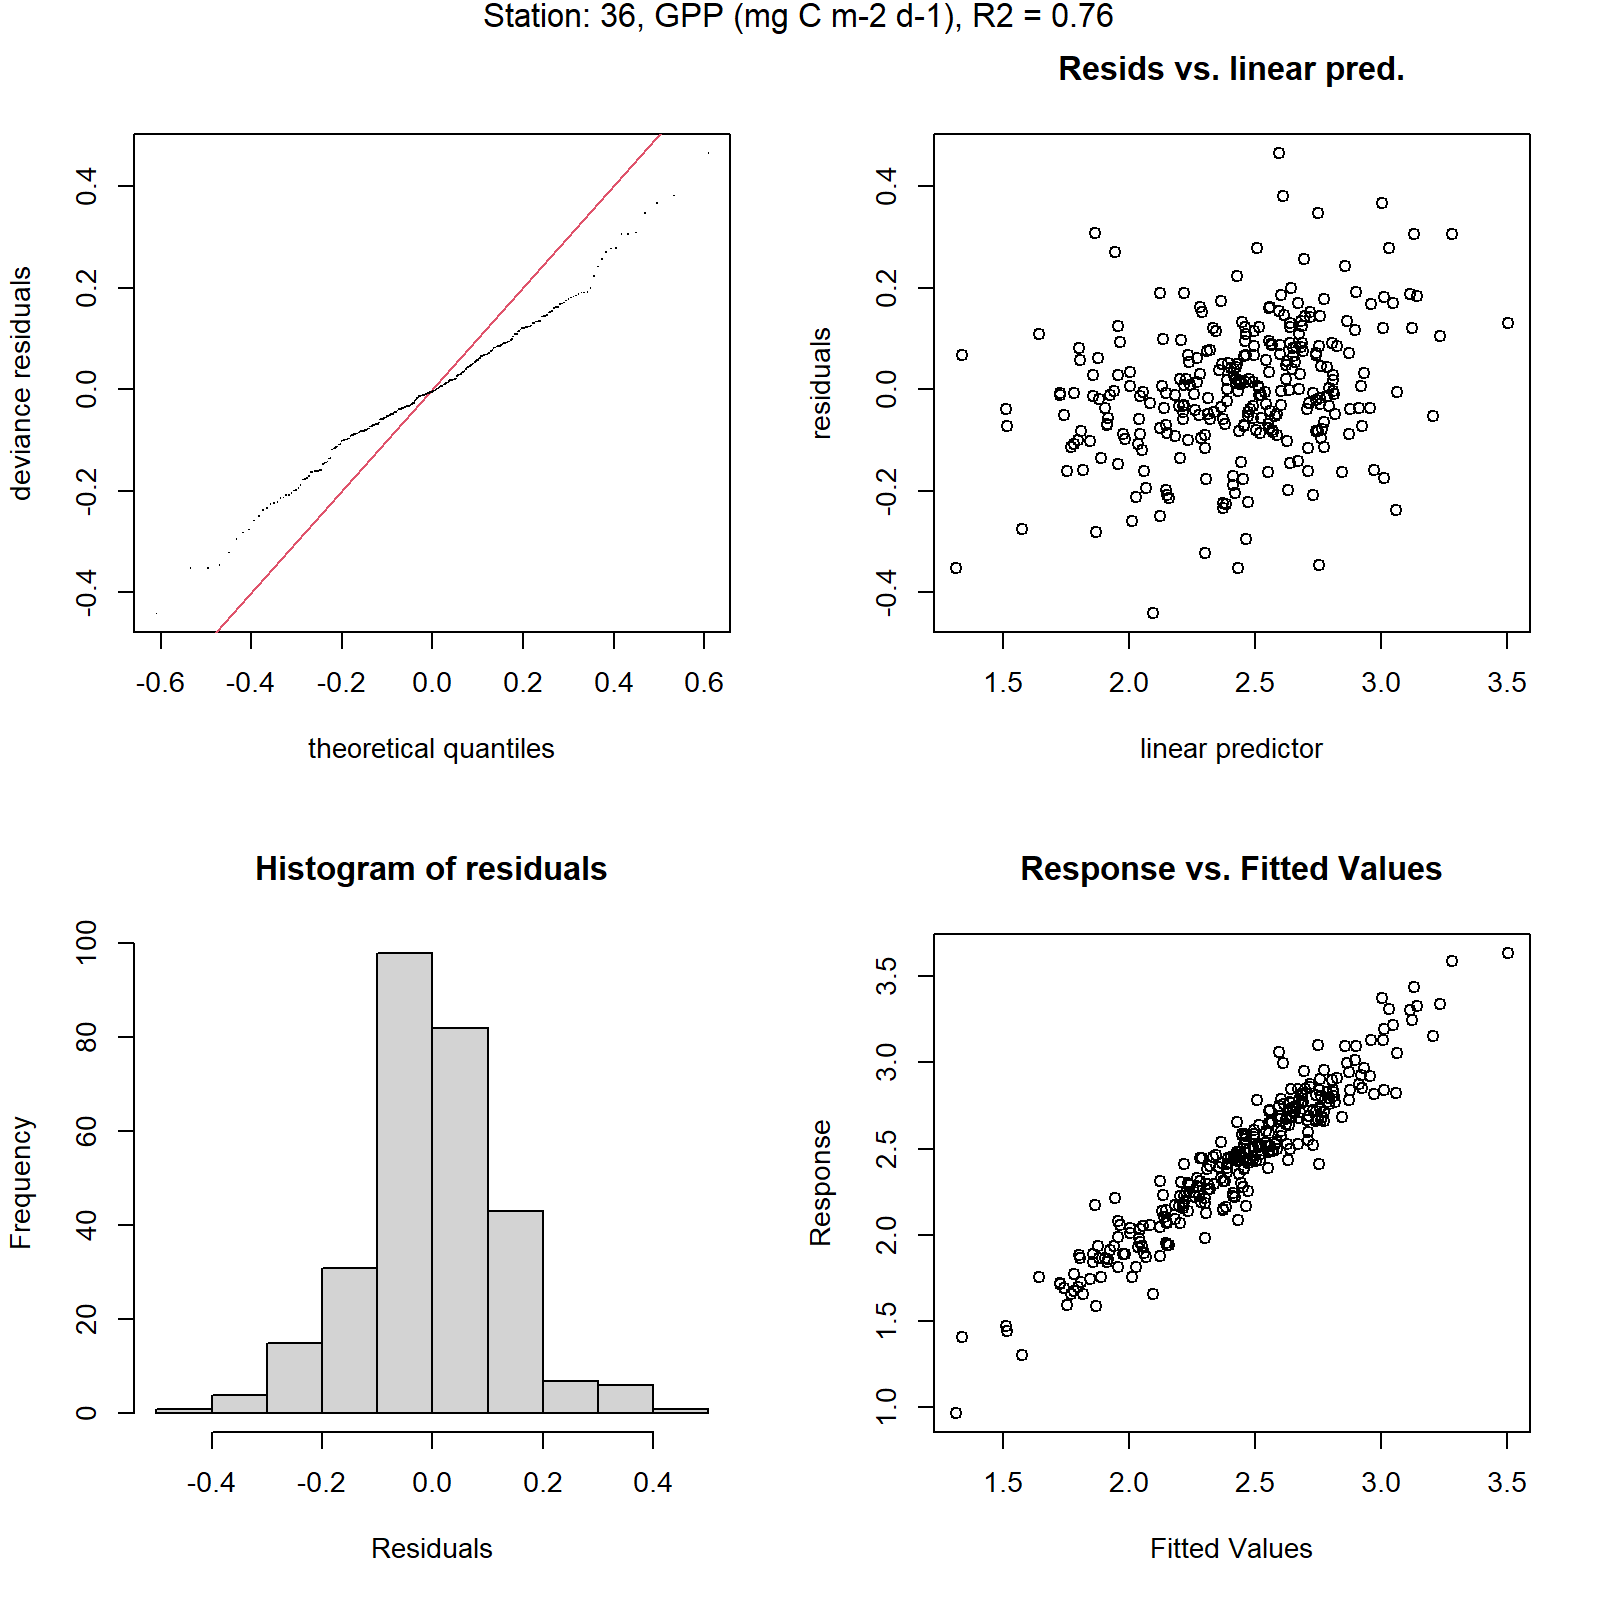 Station: 36, GPP (mg C m-2 d-1), R2 = 0.76
deviance residuals
-0.4 -0.2 0.0 0.2 0.4
-0.6 -0.4 -0.2 0.0 0.2 0.4 0.6
theoretical quantiles
Resids vs. linear pred.
residuals
-0.4 -0.2 0.0 0.2 0.4
1.5 2.0 2.5 3.0 3.5
linear predictor
Histogram of residuals
Frequency
0 20 40 60 80 100
-0.4 -0.2 0.0 0.2 0.4
Residuals
Response vs. Fitted Values
Response
1.0 1.5 2.0 2.5 3.0 3.5
1.5 2.0 2.5 3.0 3.5
Fitted Values